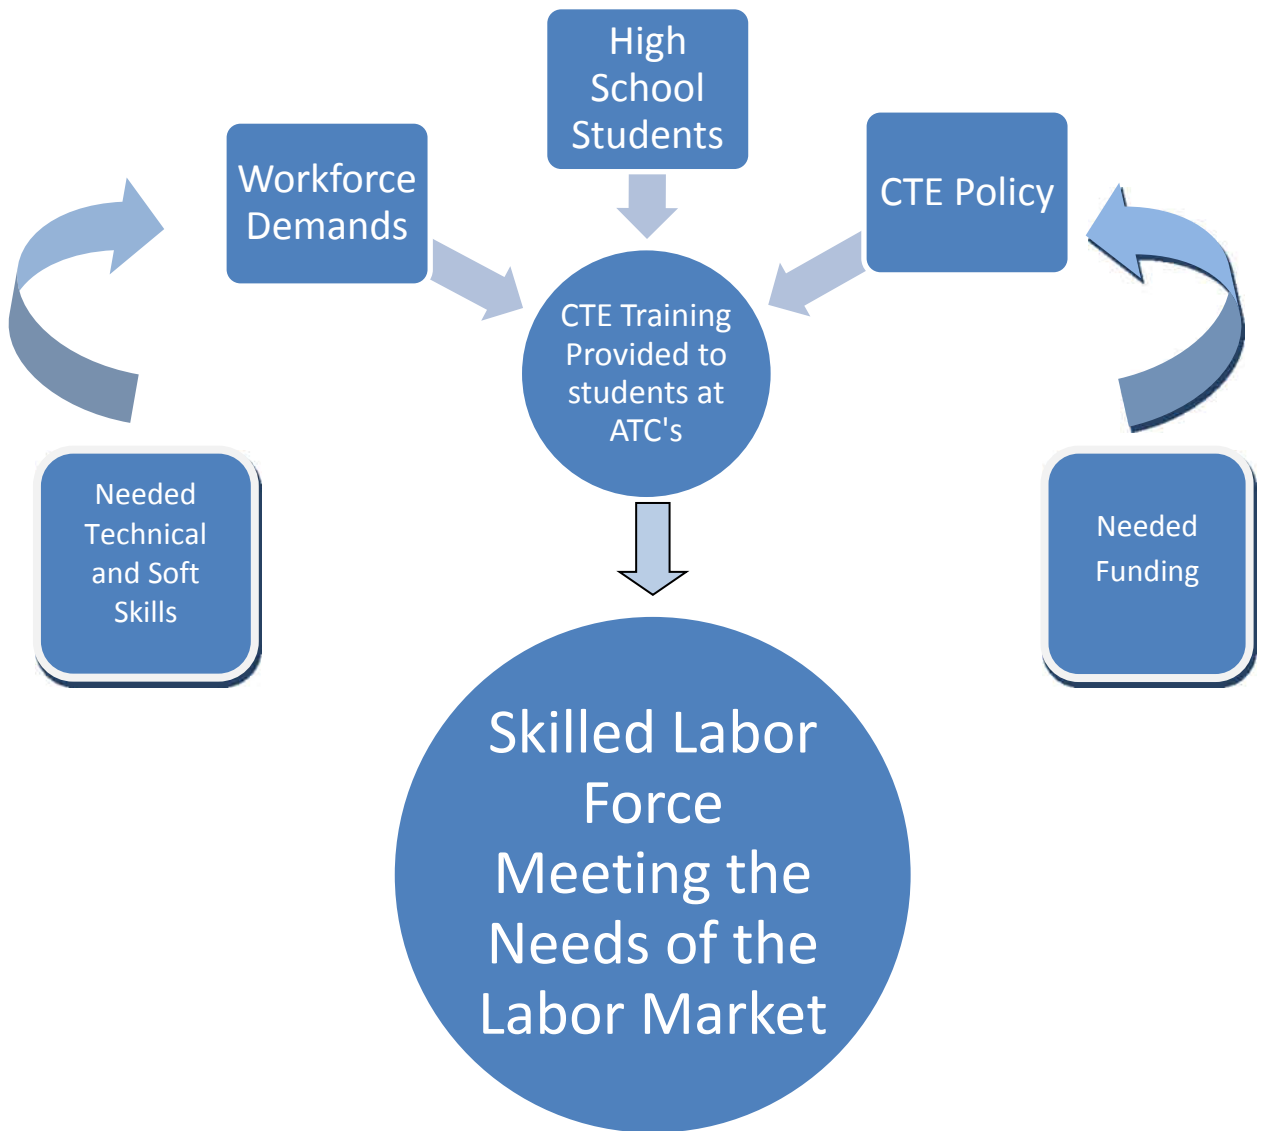 High
School
Students
Workforce
Demands
CTE Policy
CTE Training
Provided to
students at
ATC's
Needed
Technical
and Soft
Skills
Needed
Funding
Skilled Labor
Force
Meeting the
Needs of the
Labor Market